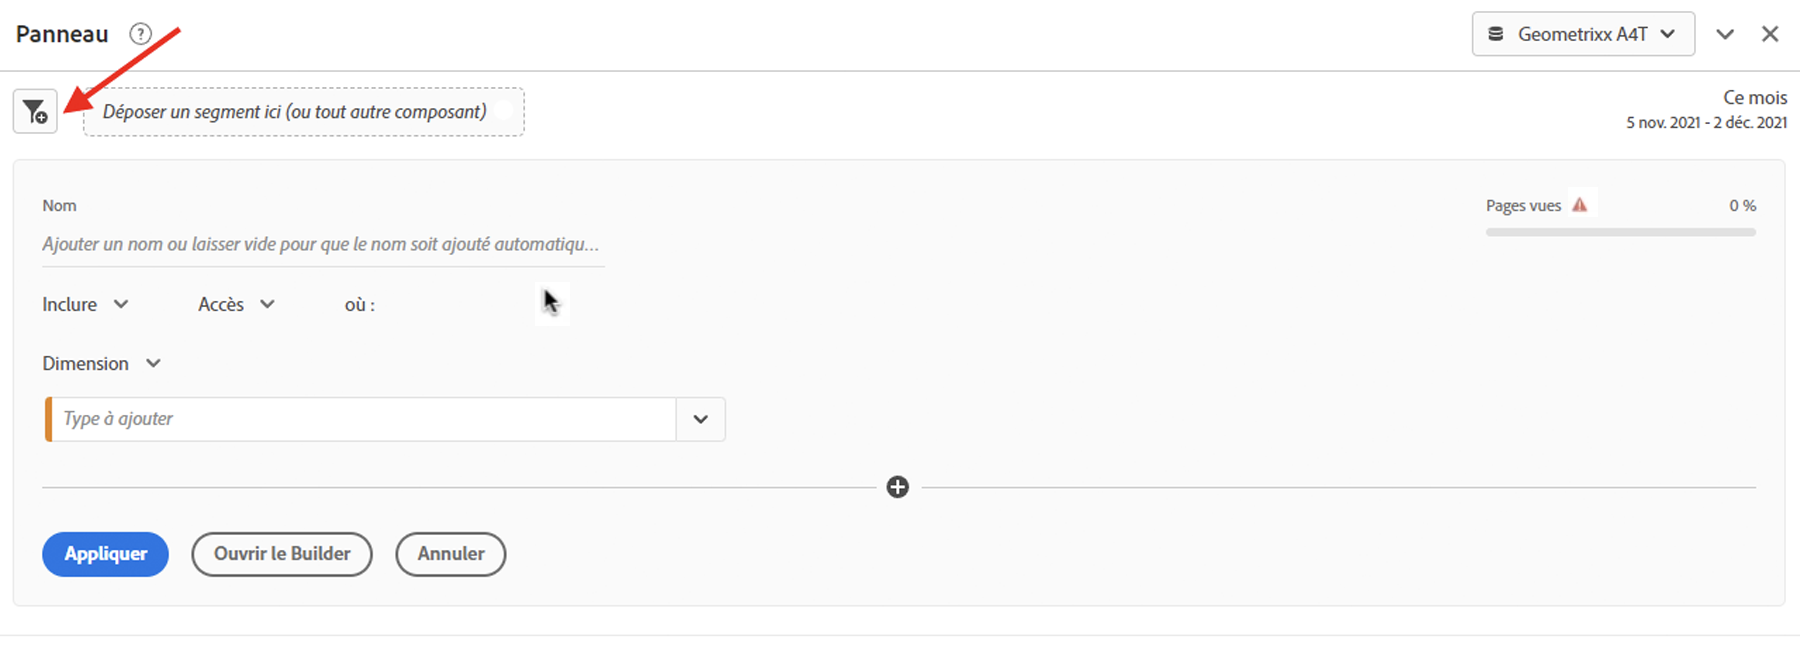 Panneau
Geometrixx A4T
Déposer un segment ici (ou tout autre composant)
Ce mois
5 nov. 2021 - 2 déc. 2021
Nom
Pages vues 0 %
Ajouter un nom ou laisser vide pour que le nom soit ajouté automatiqu...
Inclure Accès où :
Dimension
Type à ajouter
Appliquer Ouvrir le Builder Annuler